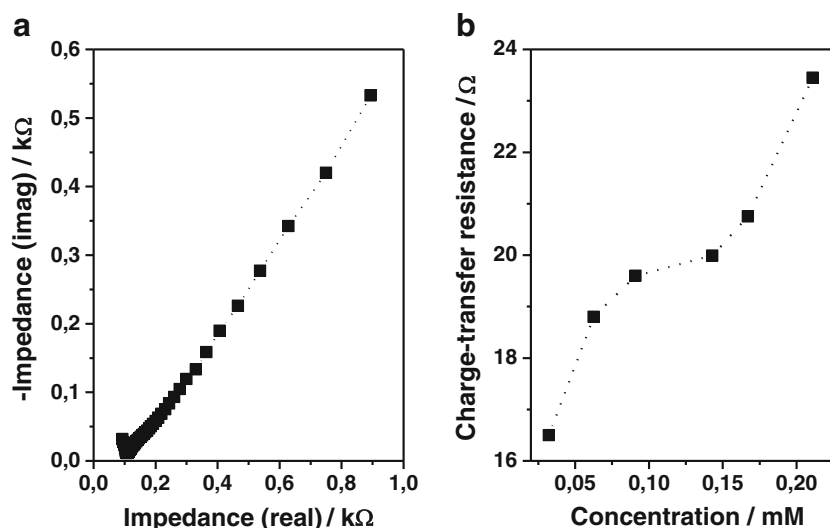 a
0,6
0,5
0,4
0,3
0,2
0,1
0,0
-Impedance (imag) / kΩ
0,0 0,2 0,4 0,6 0,8 1,0
Impedance (real) / kΩ
b
24
22
20
18
16
Charge-transfer resistance / Ω
0,05 0,10 0,15 0,20
Concentration / mM